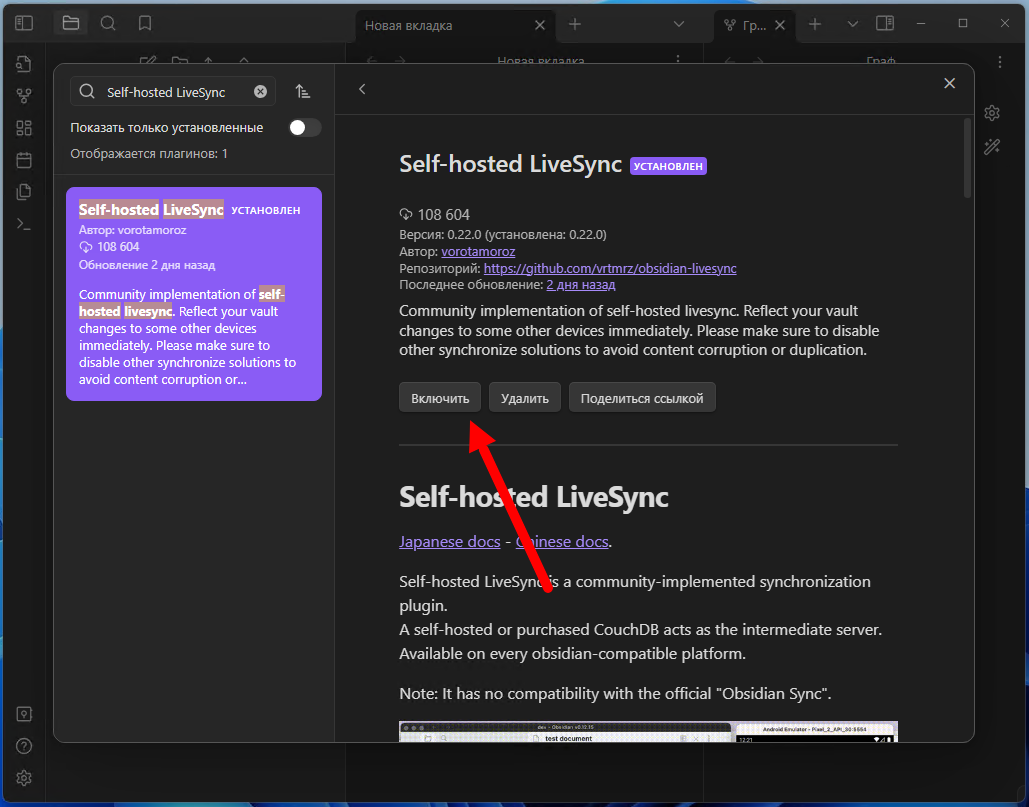 Новая вкладка
Гр...
Новая вкладка
Граф
Self-hosted LiveSync
Показать только установленные
Отображается плагинов: 1
Self-hosted LiveSync УСТАНОВЛЕН
Автор: vorotamoroz
108 604
Обновление 2 дня назад
Community implementation of self-
hosted livesync. Reflect your vault
changes to some other devices
immediately. Please make sure to
disable other synchronize solutions to
avoid content corruption or...
Self-hosted LiveSync УСТАНОВЛЕН
108 604
Версия: 0.22.0 (установлена: 0.22.0)
Автор: vorotamoroz
Репозиторий: https://github.com/vrtmrz/obsidian-livesync
Последнее обновление: 2 дня назад
Community implementation of self-hosted livesync. Reflect your vault
changes to some other devices immediately. Please make sure to disable
other synchronize solutions to avoid content corruption or duplication.
Включить
Удалить
Поделиться ссылкой
Self-hosted LiveSync
Japanese docs - Chinese docs.
Self-hosted LiveSync is a community-implemented synchronization
plugin.
A self-hosted or purchased CouchDB acts as the intermediate server.
Available on every obsidian-compatible platform.
Note: It has no compatibility with the official "Obsidian Sync".
dev - Obsidian v0.12.15
Android Emulator - Pixel_2_API_30:5554
test document
12:21